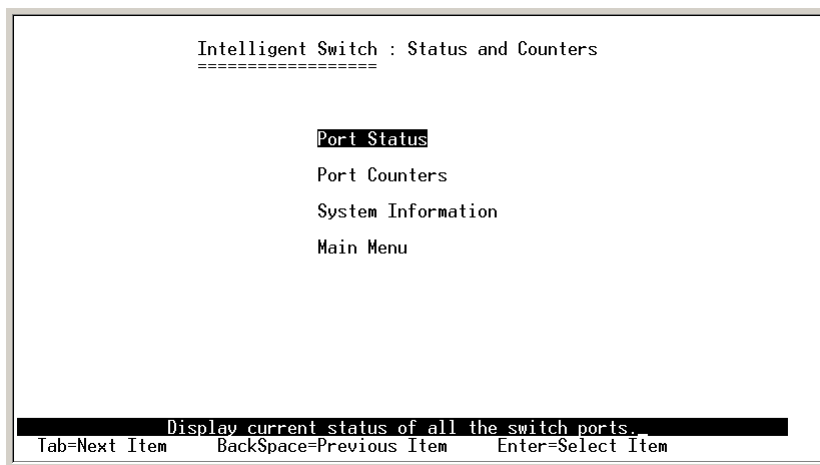 Intelligent Switch : Status and Counters
==================
Port Status
Port Counters
System Information
Main Menu
Display current status of all the switch ports._
Tab=Next Item BackSpace=Previous Item Enter=Select Item